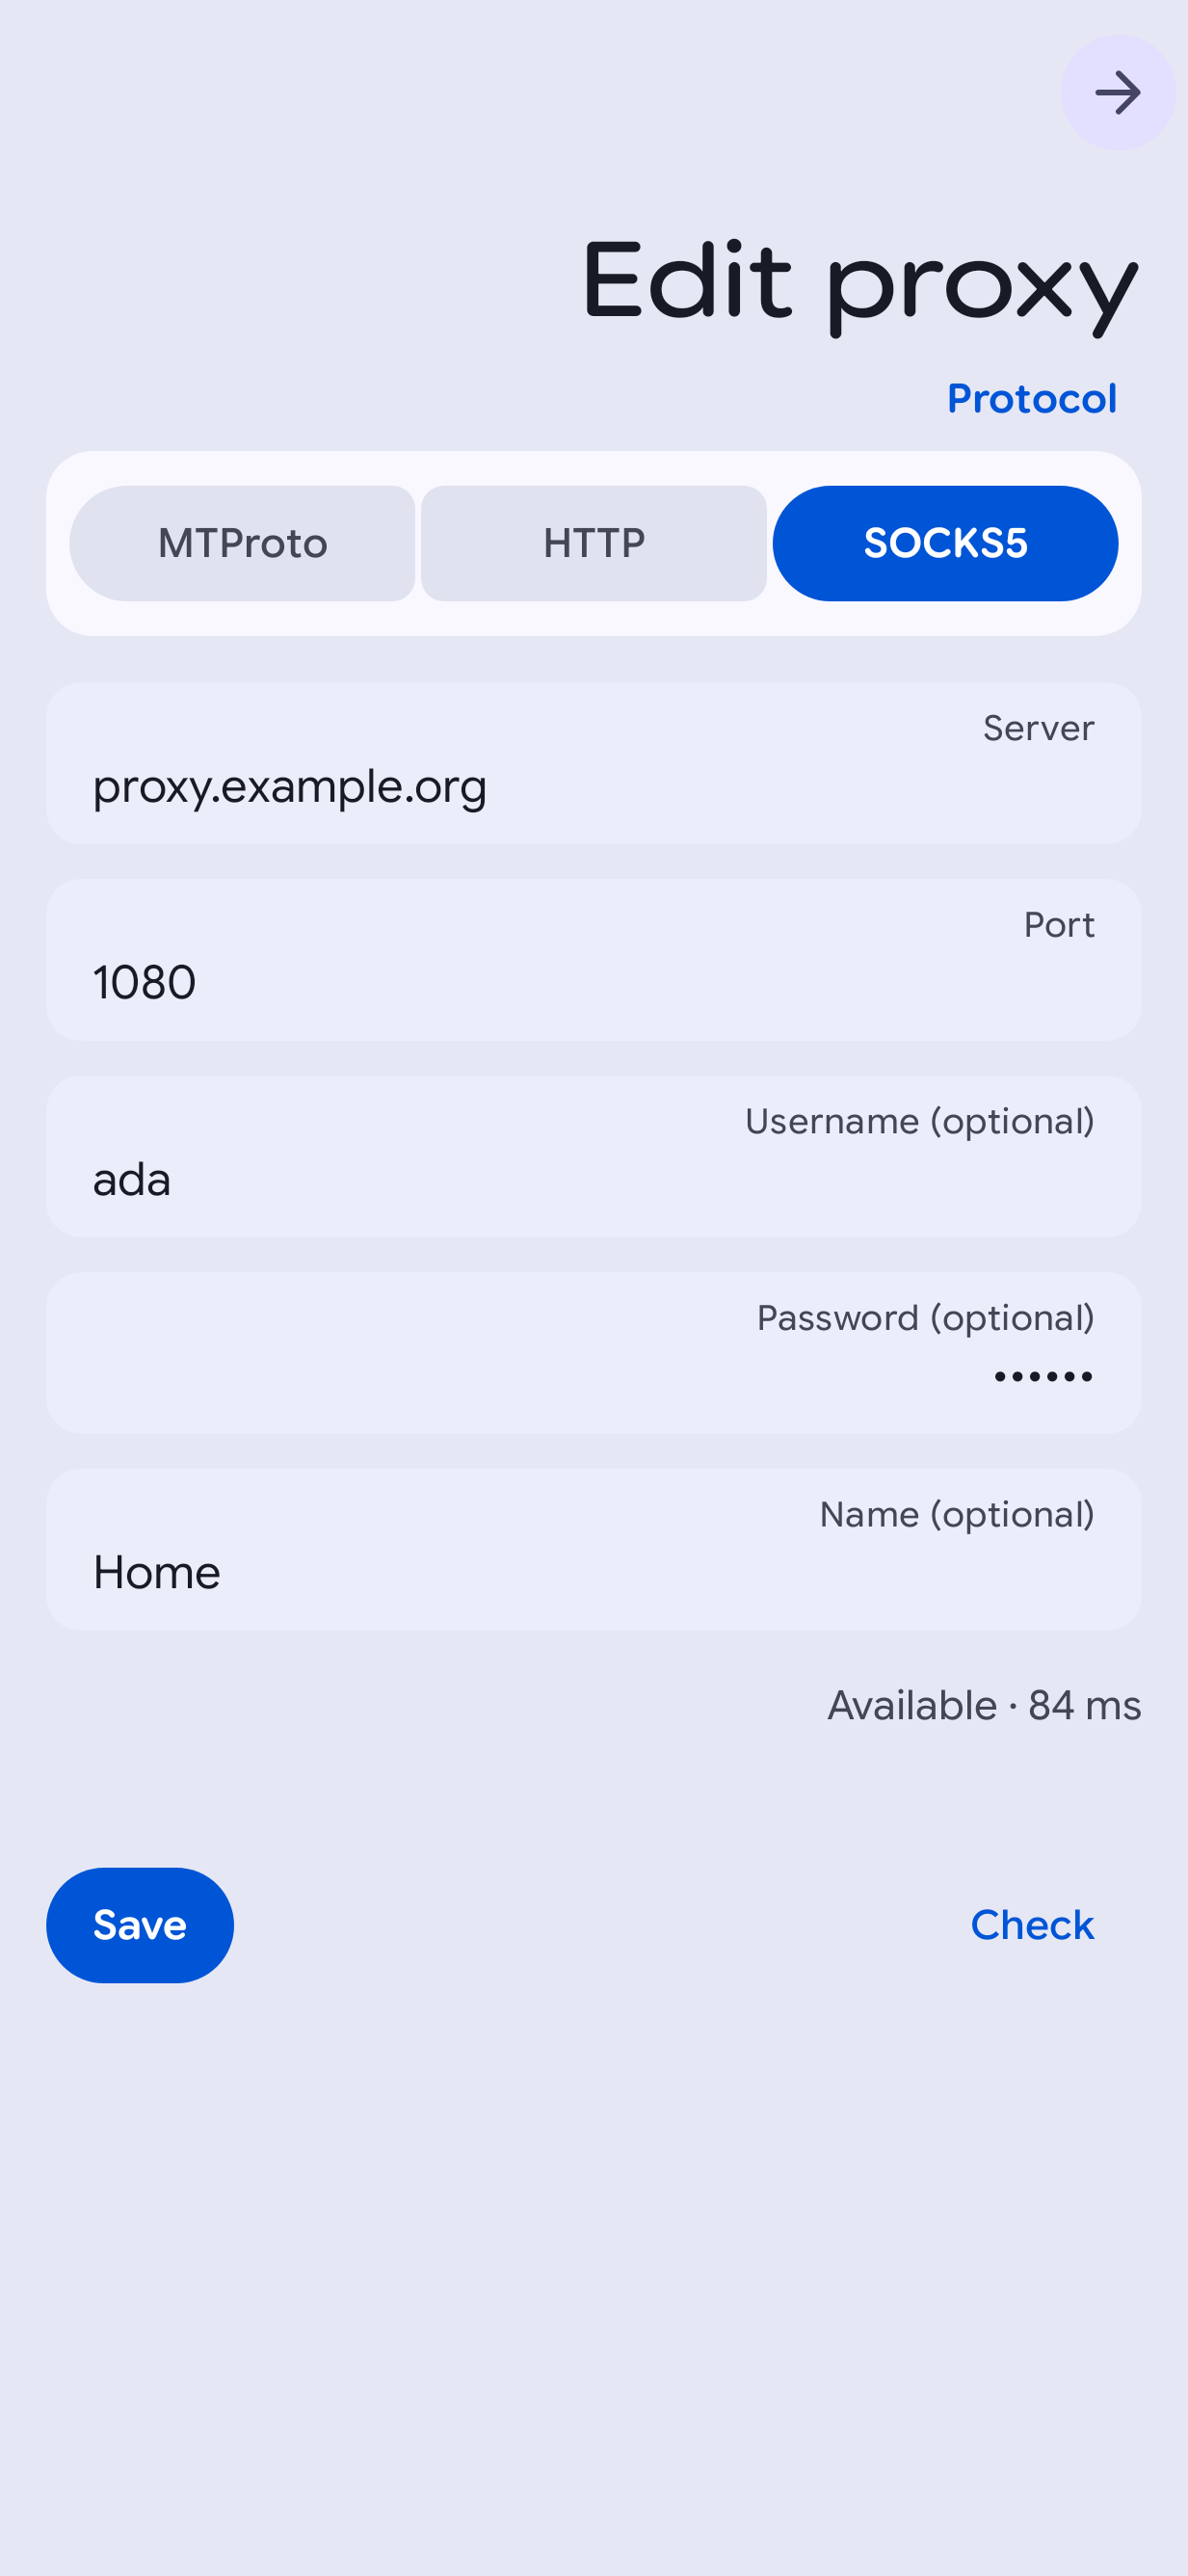 Edit proxy
Protocol
SOCKS5
HTTP
MTProto
Server
proxy.example.org
Port
1080
Username (optional)
ada
Password (optional)
••••••
Name (optional)
Home
Available · 84 ms
Check
Save